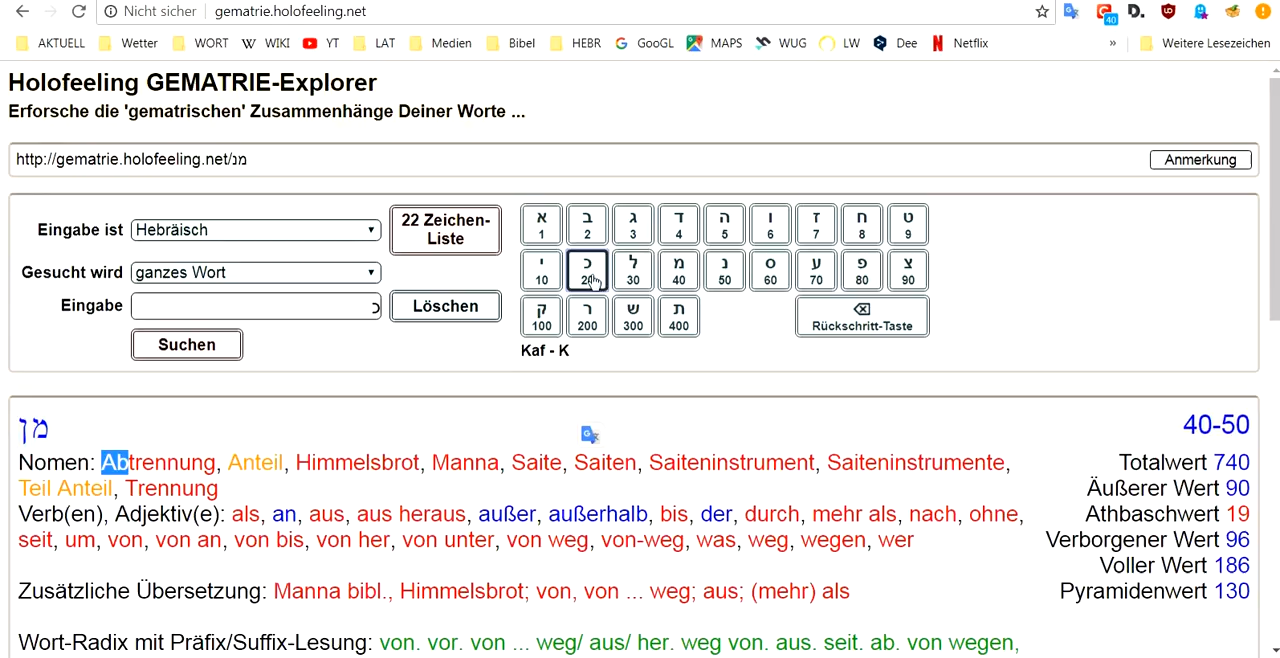 Nicht sicher gematrie.holofeeling.net 40 D.
AKTUELL Wetter WORT WIKI YT LAT Medien Bibel HEBR GooGL MAPS WUG LW Dee Netflix » Weitere Lesezeichen
Holofeeling GEMATRIE-Explorer
Erforsche die 'gematrischen' Zusammenhänge Deiner Worte ...
http://gematrie.holofeeling.net/מנ Anmerkung
Eingabe ist Hebräisch
22 Zeichen-
Liste
Gesucht wird ganzes Wort
Eingabe כ Löschen
Suchen
א ב ג ד ה ו ז ח ט
1 2 3 4 5 6 7 8 9
י כ ל מ נ ס ע פ צ
10 20 30 40 50 60 70 80 90
ק ר ש ת
100 200 300 400 Rückschritt-Taste
Kaf - K
מן 40-50
Nomen: Abtrennung, Anteil, Himmelsbrot, Manna, Saite, Saiten, Saiteninstrument, Saiteninstrumente,
Teil Anteil, Trennung
Verb(en), Adjektiv(e): als, an, aus, aus heraus, außer, außerhalb, bis, der, durch, mehr als, nach, ohne,
seit, um, von, von an, von bis, von her, von unter, von weg, von-weg, was, weg, wegen, wer
Zusätzliche Übersetzung: Manna bibl., Himmelsbrot; von, von ... weg; aus; (mehr) als
Wort-Radix mit Präfix/Suffix-Lesung: von. vor. von ... weg/ aus/ her. weg von. aus. seit. ab. von wegen,
Totalwert 740
Äußerer Wert 90
Athbaschwert 19
Verborgener Wert 96
Voller Wert 186
Pyramidenwert 130